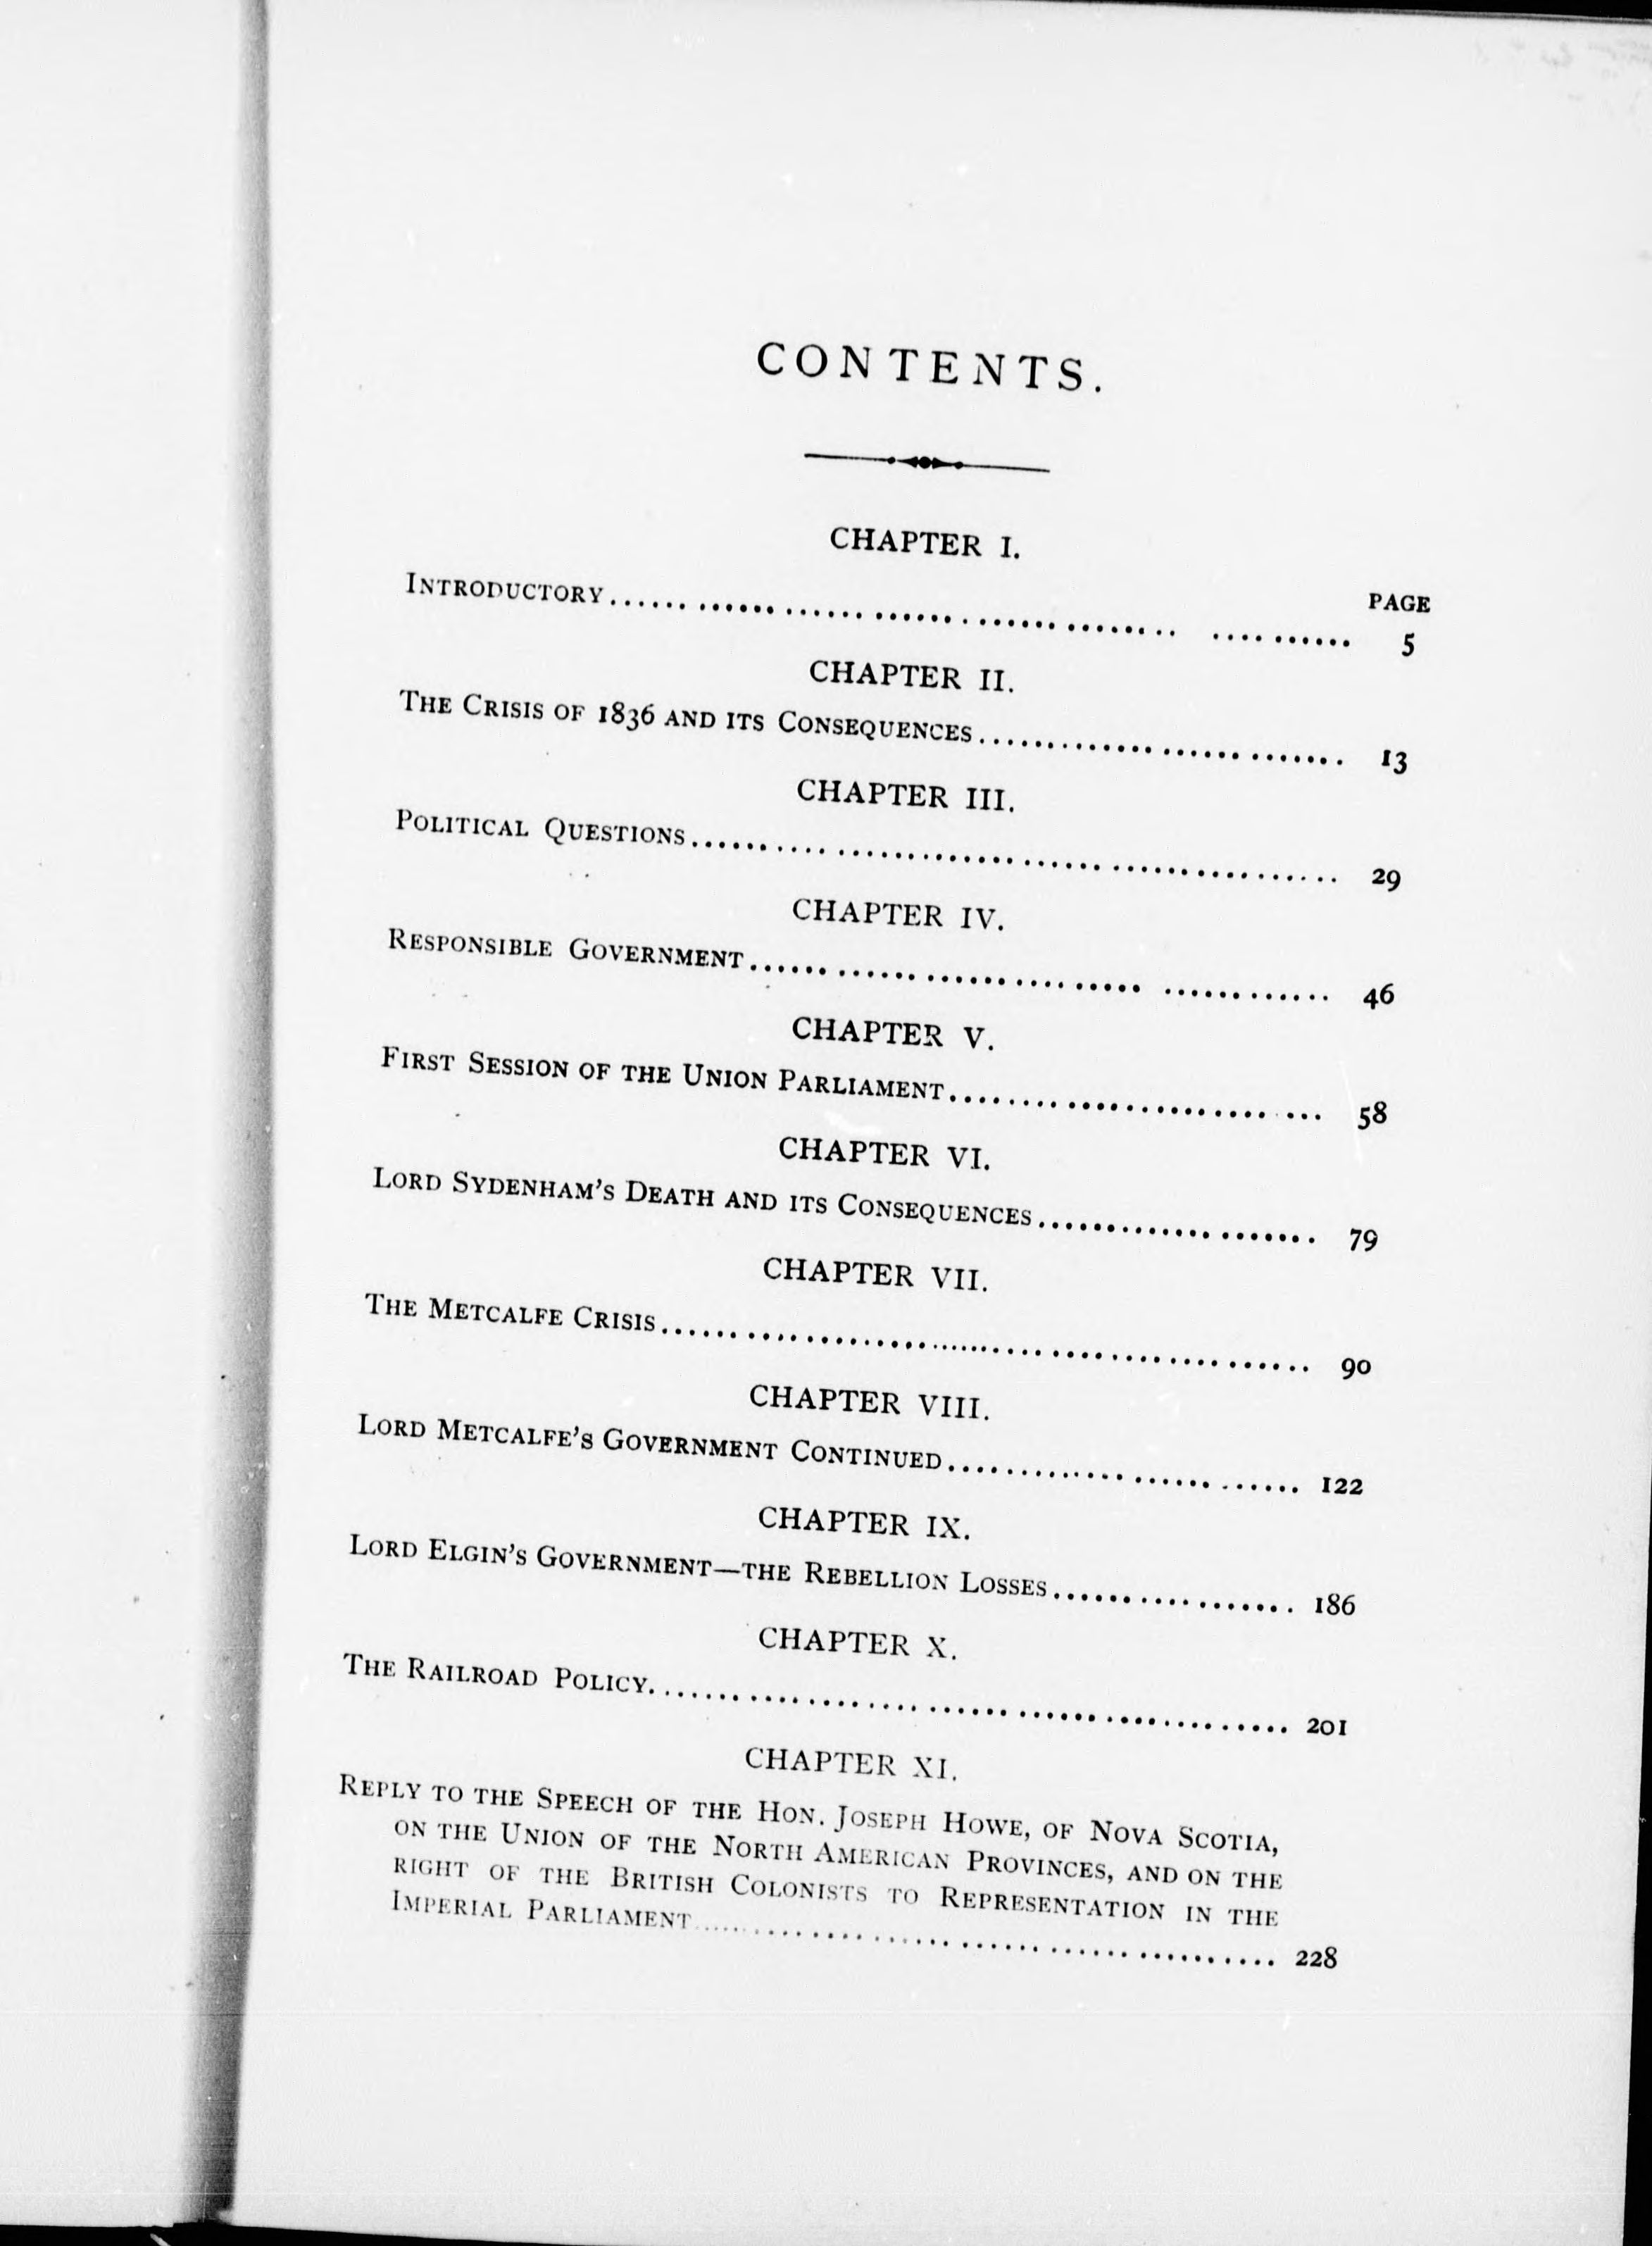 CONTENTS.
CHAPTER I.
PAGE
INTRODUCTORY 5
CHAPTER II.
THE CRISIS OF 1836 AND ITS CONSEQUENCES 13
CHAPTER III.
POLITICAL QUESTIONS 29
CHAPTER IV.
RESPONSIBLE GOVERNMENT 46
CHAPTER V.
FIRST SESSION OF THE UNION PARLIAMENT 58
CHAPTER VI.
LORD SYDENHAM'S DEATH AND ITS CONSEQUENCES 79
CHAPTER VII.
THE METCALFE CRISIS 90
CHAPTER VIII.
LORD METCALFE'S GOVERNMENT CONTINUED 122
CHAPTER IX.
LORD ELGIN'S GOVERNMENT—THE REBELLION LOSSES 186
CHAPTER X.
THE RAILROAD POLICY 201
CHAPTER XI.
REPLY TO THE SPEECH OF THE HON. JOSEPH HOWE, OF NOVA SCOTIA,
ON THE UNION OF THE NORTH AMERICAN PROVINCES, AND ON THE
RIGHT OF THE BRITISH COLONISTS TO REPRESENTATION IN THE
IMPERIAL PARLIAMENT 228